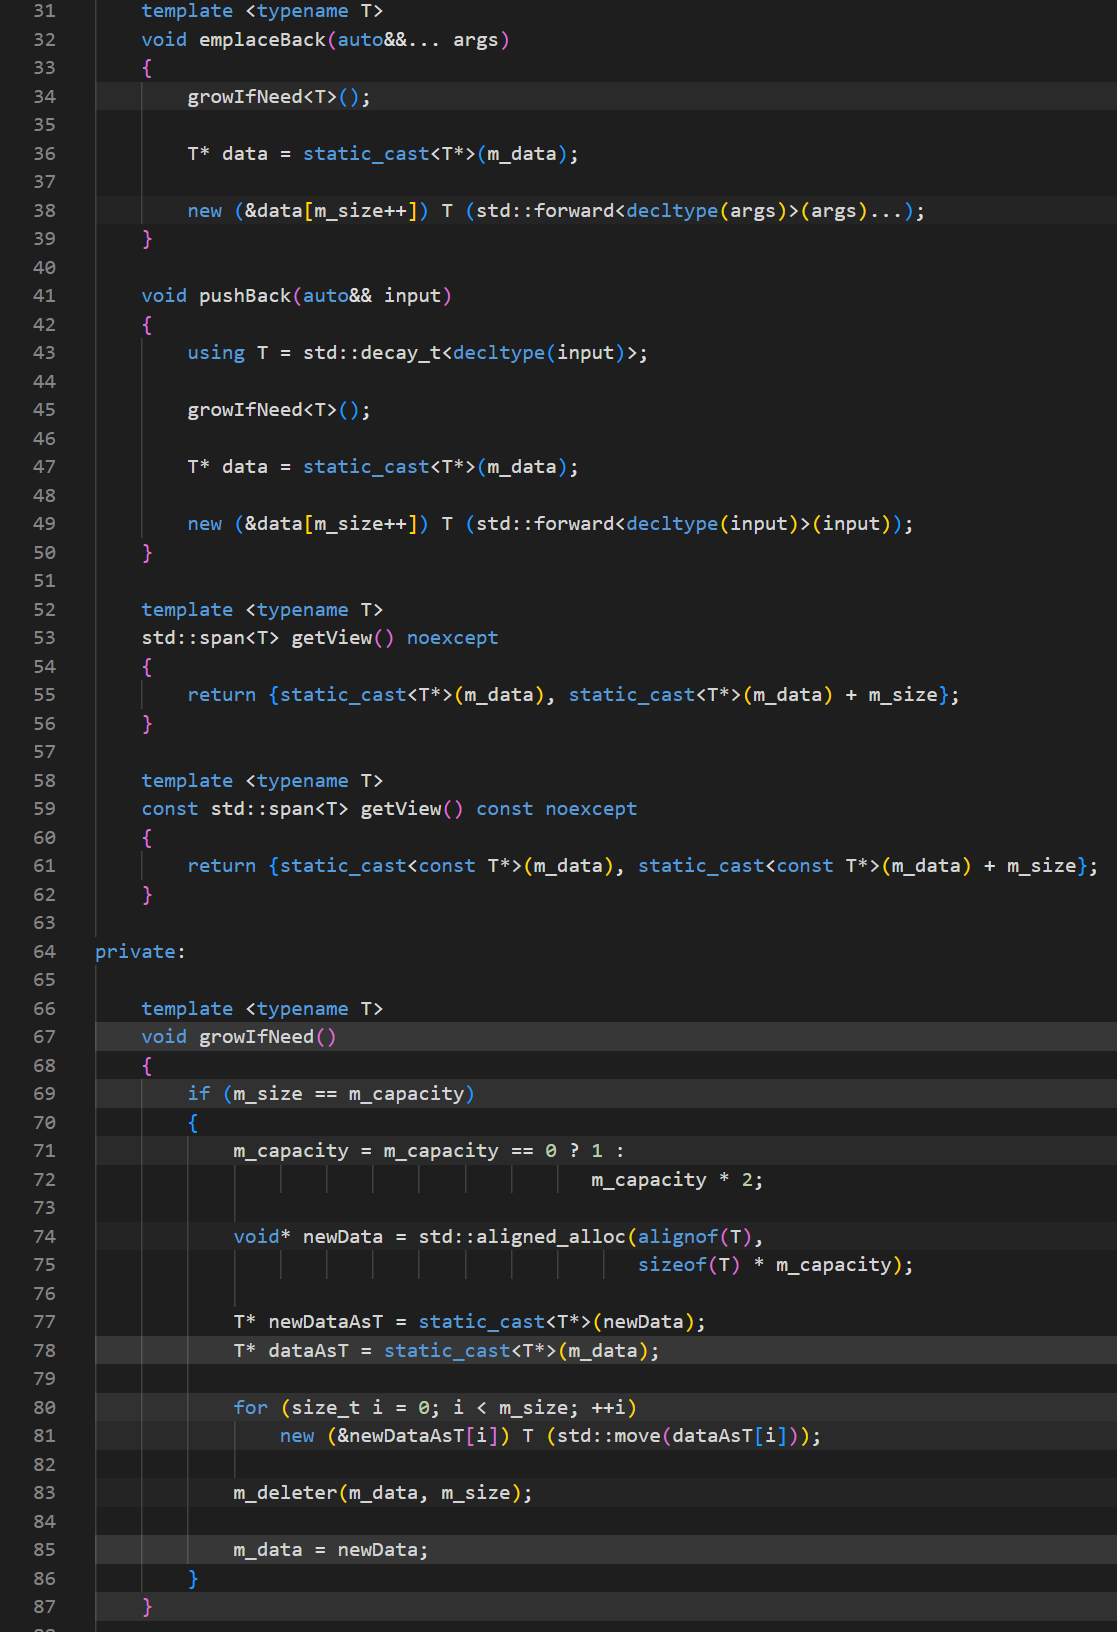 31 template <typename T>
32 void emplaceBack(auto&&... args)
33 {
34 growIfNeed<T>();
35
36 T* data = static_cast<T*>(m_data);
37
38 new (&data[m_size++]) T (std::forward<decltype(args)>(args)...);
39 }
40
41 void pushBack(auto&& input)
42 {
43 using T = std::decay_t<decltype(input)>;
44
45 growIfNeed<T>();
46
47 T* data = static_cast<T*>(m_data);
48
49 new (&data[m_size++]) T (std::forward<decltype(input)>(input));
50 }
51
52 template <typename T>
53 std::span<T> getView() noexcept
54 {
55 return {static_cast<T*>(m_data), static_cast<T*>(m_data) + m_size};
56 }
57
58 template <typename T>
59 const std::span<T> getView() const noexcept
60 {
61 return {static_cast<const T*>(m_data), static_cast<const T*>(m_data) + m_size};
62 }
63
64 private:
65
66 template <typename T>
67 void growIfNeed()
68 {
69 if (m_size == m_capacity)
70 {
71 m_capacity = m_capacity == 0 ? 1 :
72 m_capacity * 2;
73
74 void* newData = std::aligned_alloc(alignof(T),
75 sizeof(T) * m_capacity);
76
77 T* newDataAsT = static_cast<T*>(newData);
78 T* dataAsT = static_cast<T*>(m_data);
79
80 for (size_t i = 0; i < m_size; ++i)
81 new (&newDataAsT[i]) T (std::move(dataAsT[i]));
82
83 m_deleter(m_data, m_size);
84
85 m_data = newData;
86 }
87 }